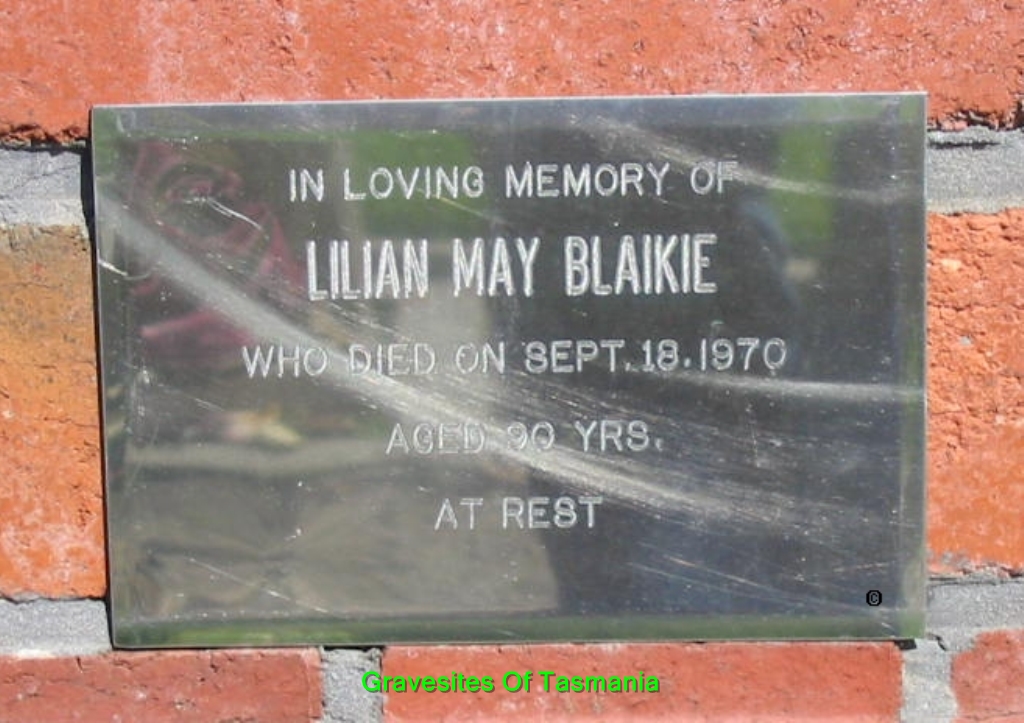 IN LOVING MEMORY OF
LILIAN MAY BLAIKIE
WHO DIED ON SEPT. 18. 1970
AGED 90 YRS.
AT REST
©
Gravesites Of Tasmania